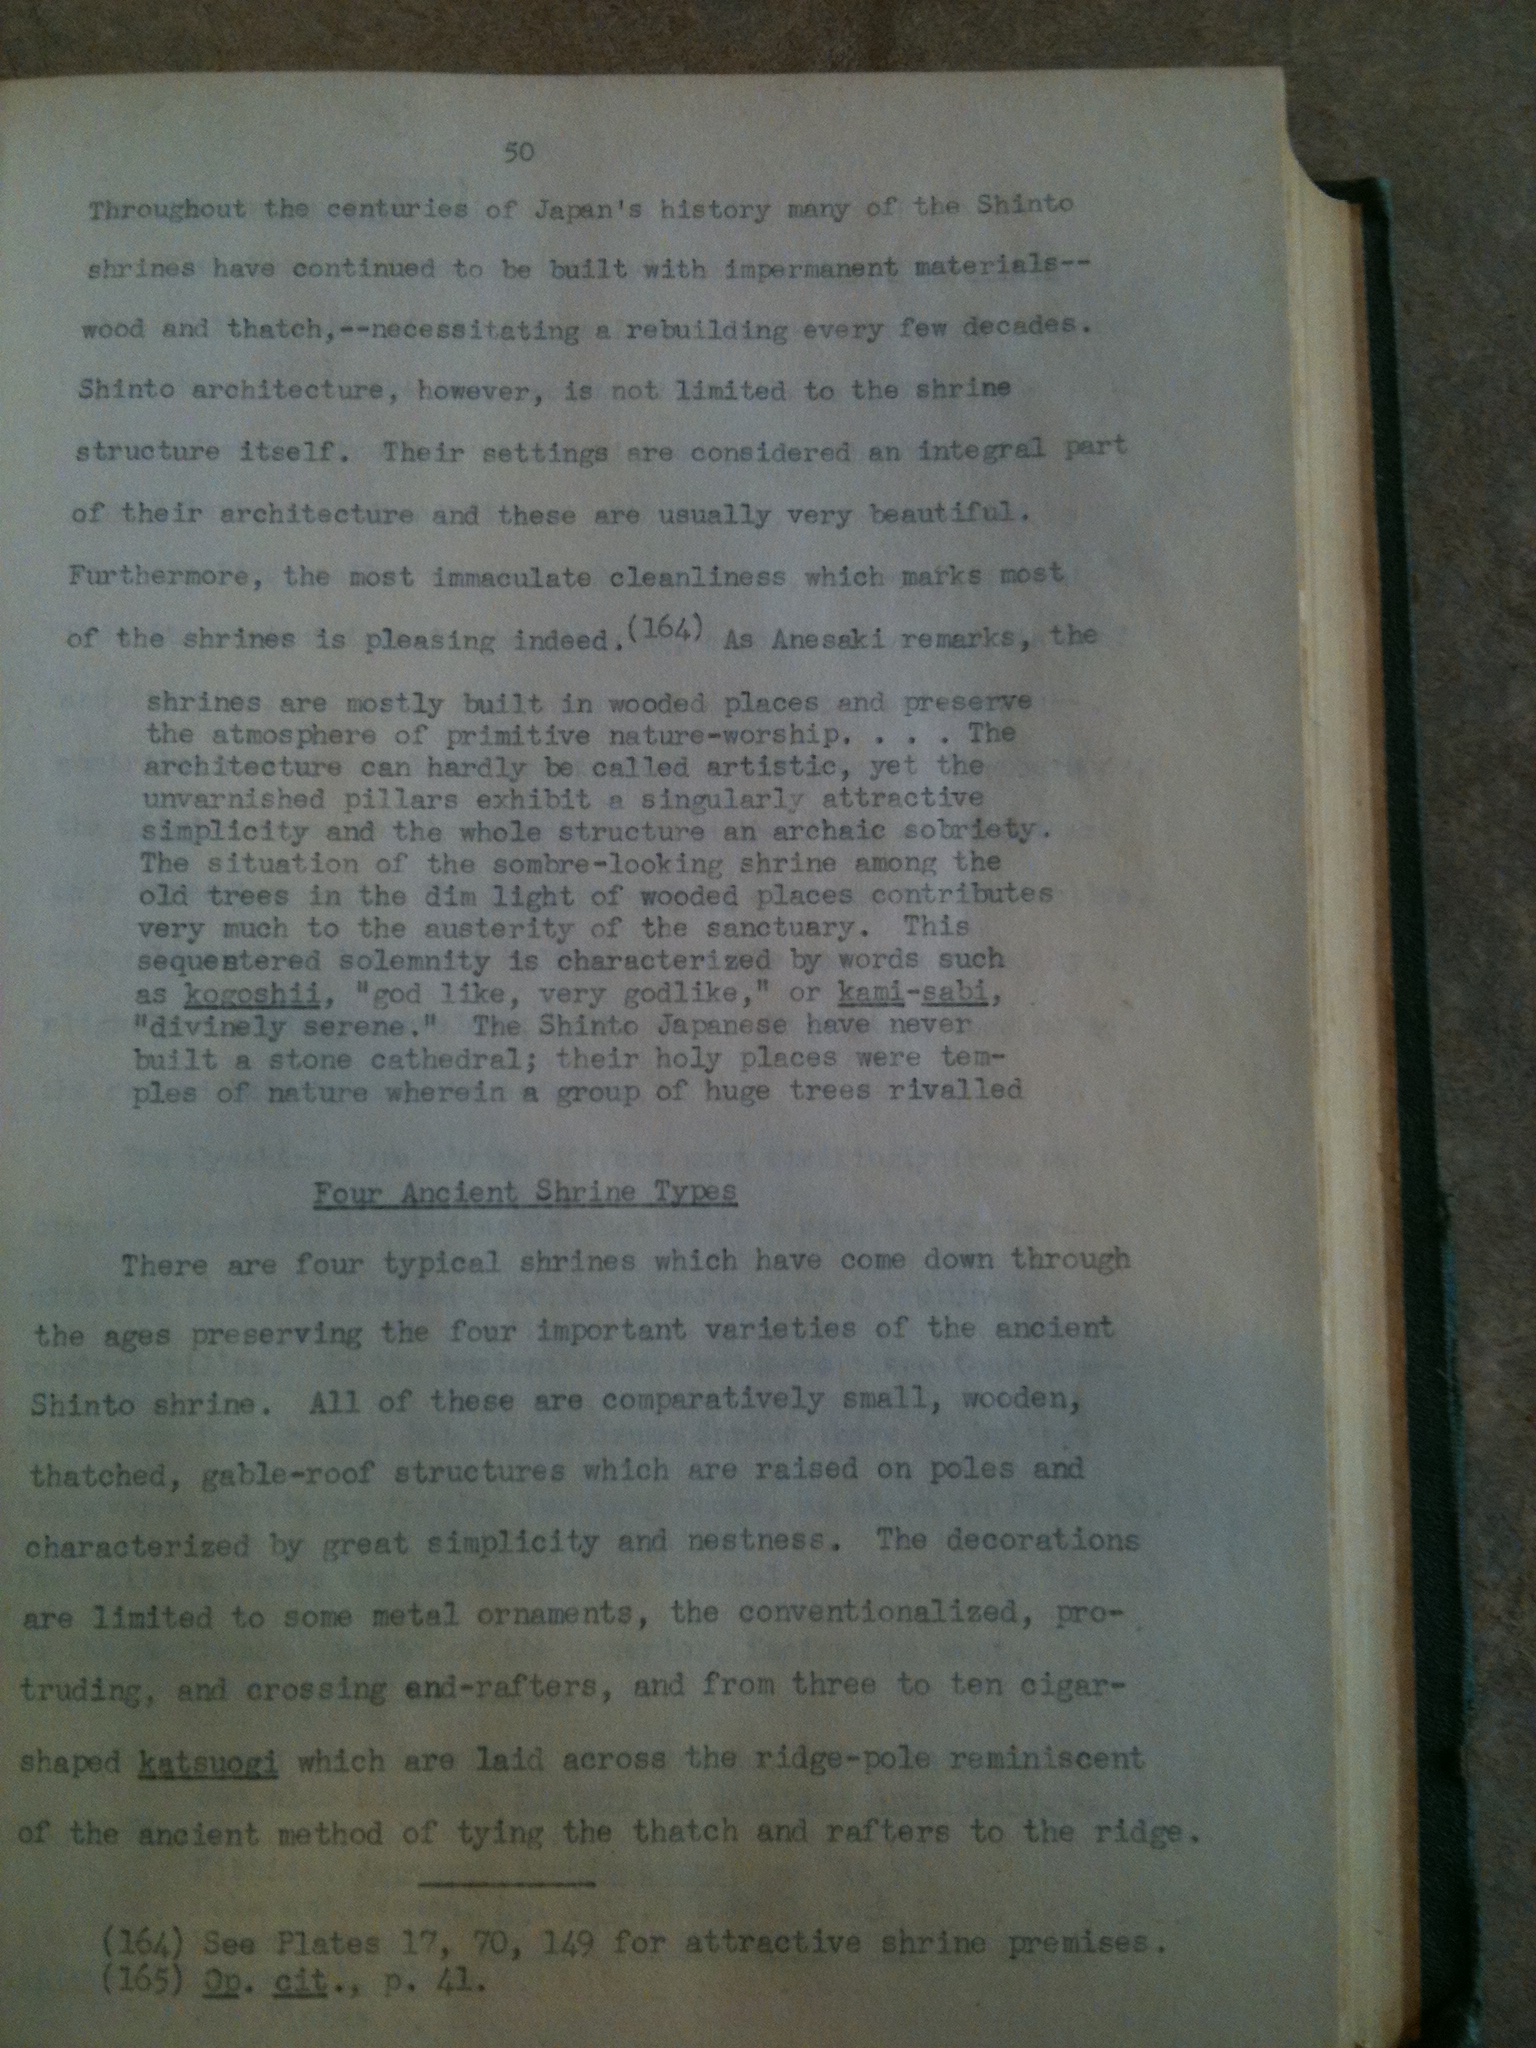 50
Throughout the centuries of Japan's history many of the Shinto
shrines have continued to be built with impermanent materials--
wood and thatch,--necessitating a rebuilding every few decades.
Shinto architecture, however, is not limited to the shrine
structure itself. Their settings are considered an integral part
of their architecture and these are usually very beautiful.
Furthermore, the most immaculate cleanliness which marks most
of the shrines is pleasing indeed.(164) As Anesaki remarks, the
shrines are mostly built in wooded places and preserve
the atmosphere of primitive nature-worship. . . . The
architecture can hardly be called artistic, yet the
unvarnished pillars exhibit a singularly attractive
simplicity and the whole structure an archaic sobriety.
The situation of the sombre-looking shrine among the
old trees in the dim light of wooded places contributes
very much to the austerity of the sanctuary. This
sequestered solemnity is characterized by words such
as kogoshii, "god like, very godlike," or kami-sabi,
"divinely serene." The Shinto Japanese have never
built a stone cathedral; their holy places were tem-
ples of nature wherein a group of huge trees rivalled
Four Ancient Shrine Types
There are four typical shrines which have come down through
the ages preserving the four important varieties of the ancient
Shinto shrine. All of these are comparatively small, wooden,
thatched, gable-roof structures which are raised on poles and
characterized by great simplicity and nestness. The decorations
are limited to some metal ornaments, the conventionalized, pro-
truding, and crossing end-rafters, and from three to ten cigar-
shaped katsuogi which are laid across the ridge-pole reminiscent
of the ancient method of tying the thatch and rafters to the ridge.
(164) See Plates 17, 70, 149 for attractive shrine premises.
(165) Op. cit., p. 41.